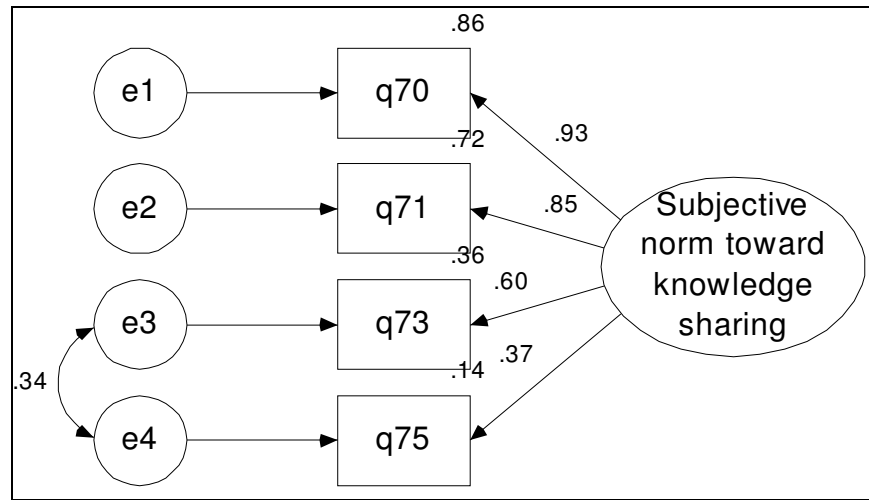 .86
e1
q70
.93
.72
e2
q71
.85
Subjective
norm toward
knowledge
sharing
.36
e3
q73
.60
.34
.14
.37
e4
q75